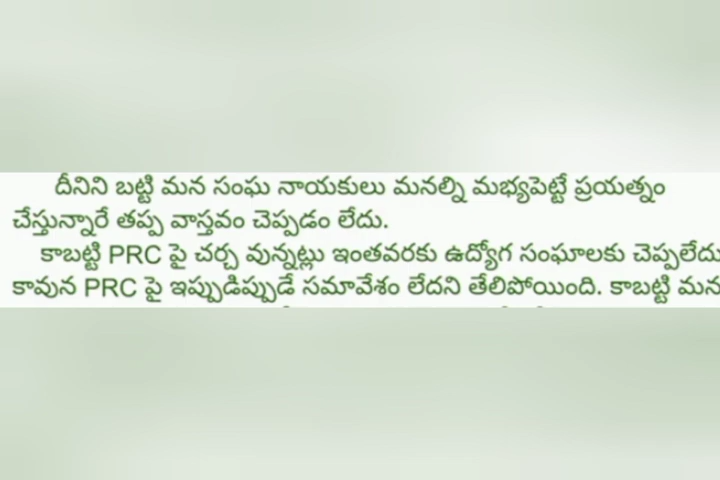 దీనిని బట్టి మన సంఘ నాయకులు మనల్ని మభ్యపెట్టే ప్రయత్నం
చేస్తున్నారే తప్ప వాస్తవం చెప్పడం లేదు.
కాబట్టి PRC పై చర్చ వున్నట్లు ఇంతవరకు ఉద్యోగ సంఘాలకు చెప్పలేదు
కావున PRC పై ఇప్పుడిప్పుడే సమావేశం లేదని తేలిపోయింది. కాబట్టి మన